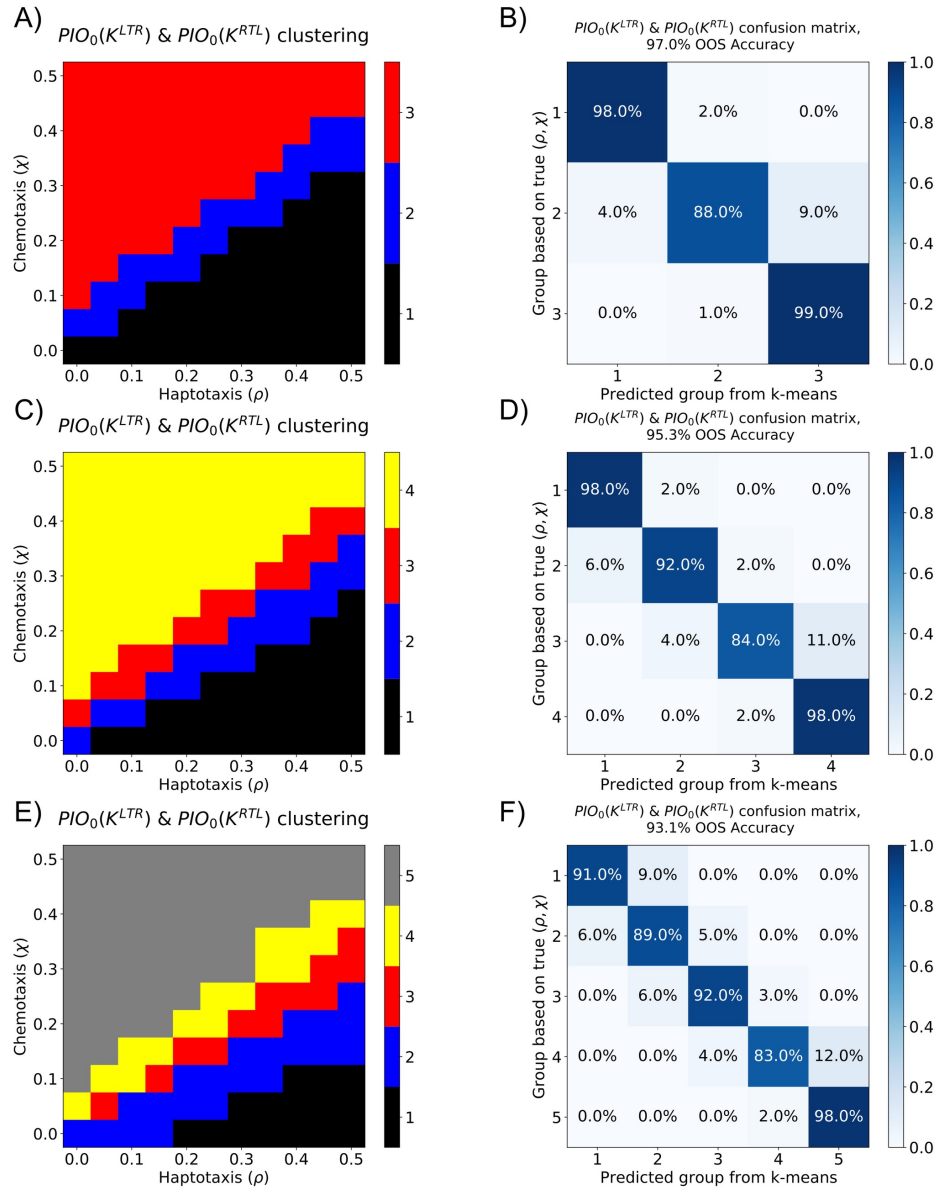 A)
PIO₀(K^LTR) & PIO₀(K^RTL) clustering
Chemotaxis (χ)
0.5
0.4
0.3
0.2
0.1
0.0
0.0 0.1 0.2 0.3 0.4 0.5
Haptotaxis (ρ)
3
2
1
B)
PIO₀(K^LTR) & PIO₀(K^RTL) confusion matrix,
97.0% OOS Accuracy
Group based on true (ρ, χ)
1 98.0% 2.0% 0.0%
2 4.0% 88.0% 9.0%
3 0.0% 1.0% 99.0%
1 2 3
Predicted group from k-means
1.0
0.8
0.6
0.4
0.2
0.0
C)
PIO₀(K^LTR) & PIO₀(K^RTL) clustering
Chemotaxis (χ)
0.5
0.4
0.3
0.2
0.1
0.0
0.0 0.1 0.2 0.3 0.4 0.5
Haptotaxis (ρ)
4
3
2
1
D)
PIO₀(K^LTR) & PIO₀(K^RTL) confusion matrix,
95.3% OOS Accuracy
Group based on true (ρ, χ)
1 98.0% 2.0% 0.0% 0.0%
2 6.0% 92.0% 2.0% 0.0%
3 0.0% 4.0% 84.0% 11.0%
4 0.0% 0.0% 2.0% 98.0%
1 2 3 4
Predicted group from k-means
1.0
0.8
0.6
0.4
0.2
0.0
E)
PIO₀(K^LTR) & PIO₀(K^RTL) clustering
Chemotaxis (χ)
0.5
0.4
0.3
0.2
0.1
0.0
0.0 0.1 0.2 0.3 0.4 0.5
Haptotaxis (ρ)
5
4
3
2
1
F)
PIO₀(K^LTR) & PIO₀(K^RTL) confusion matrix,
93.1% OOS Accuracy
Group based on true (ρ, χ)
1 91.0% 9.0% 0.0% 0.0% 0.0%
2 6.0% 89.0% 5.0% 0.0% 0.0%
3 0.0% 6.0% 92.0% 3.0% 0.0%
4 0.0% 0.0% 4.0% 83.0% 12.0%
5 0.0% 0.0% 0.0% 2.0% 98.0%
1 2 3 4 5
Predicted group from k-means
1.0
0.8
0.6
0.4
0.2
0.0